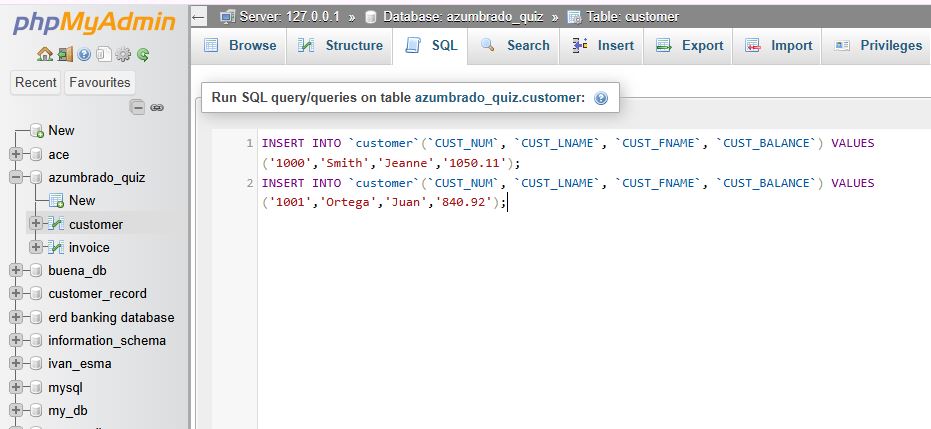 phpMyAdmin
Recent Favourites
New
ace
azumbrado_quiz
New
customer
invoice
buena_db
customer_record
erd banking database
information_schema
ivan_esma
mysql
my_db
Server: 127.0.0.1 » Database: azumbrado_quiz » Table: customer
Browse Structure SQL Search Insert Export Import Privileges
Run SQL query/queries on table azumbrado_quiz.customer:
1 INSERT INTO `customer`(`CUST_NUM`, `CUST_LNAME`, `CUST_FNAME`, `CUST_BALANCE`) VALUES
('1000','Smith','Jeanne','1050.11');
2 INSERT INTO `customer`(`CUST_NUM`, `CUST_LNAME`, `CUST_FNAME`, `CUST_BALANCE`) VALUES
('1001','Ortega','Juan','840.92');